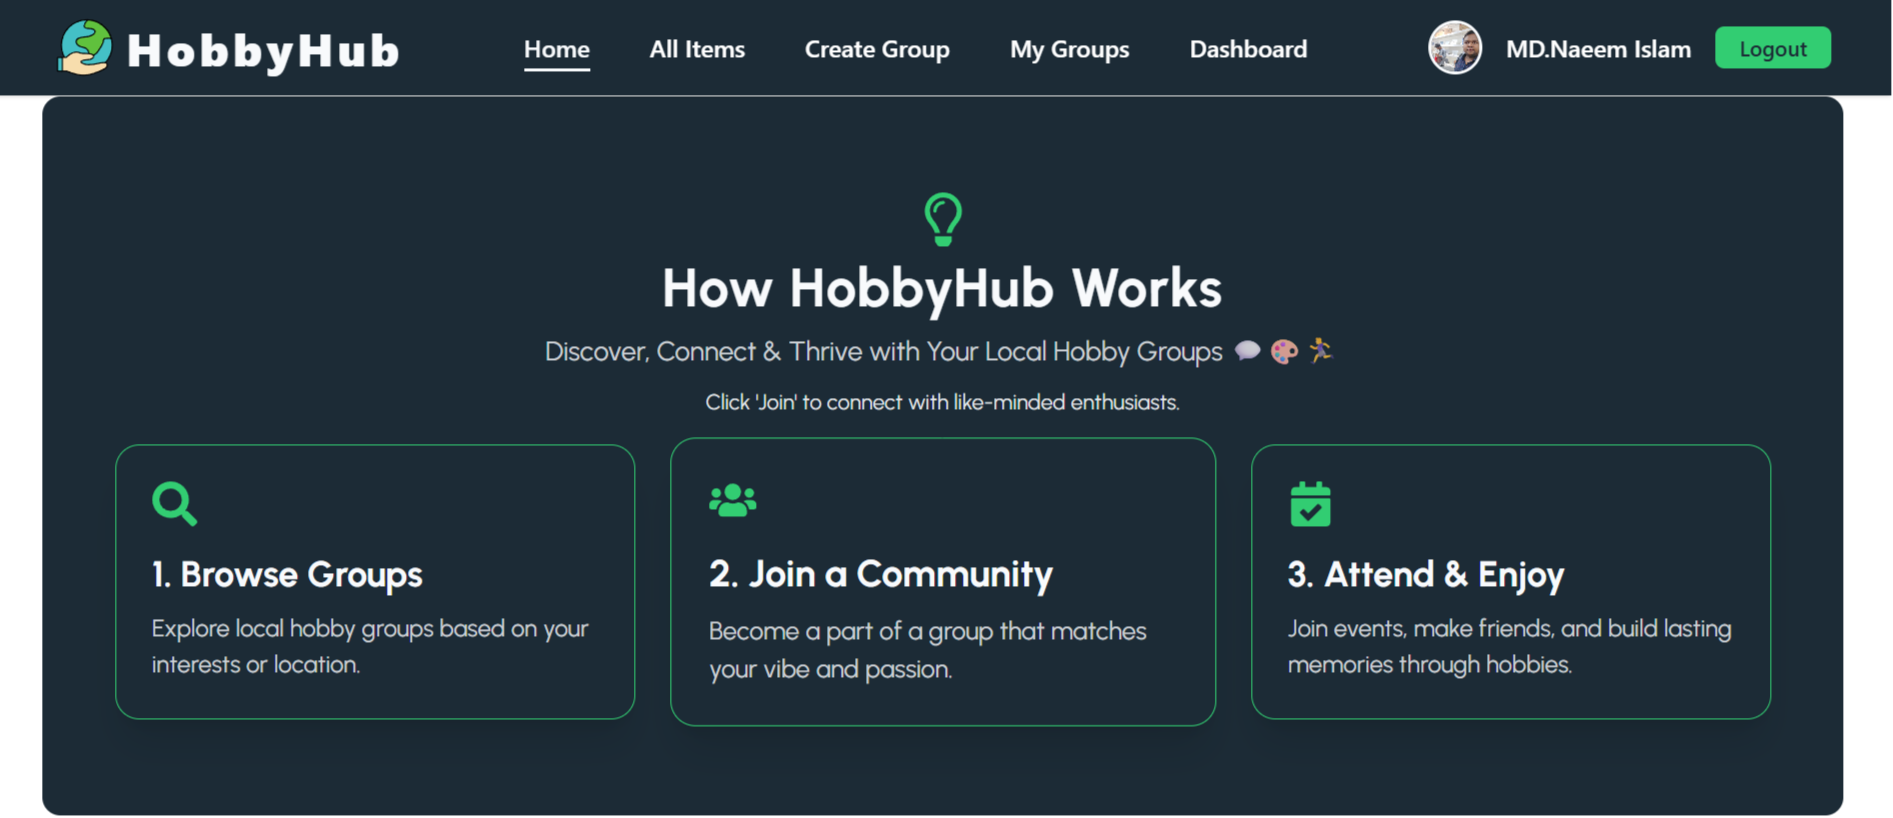 HobbyHub
Home
All Items
Create Group
My Groups
Dashboard
MD.Naeem Islam
Logout
How HobbyHub Works
Discover, Connect & Thrive with Your Local Hobby Groups 💬 🎨 🏃
Click 'Join' to connect with like-minded enthusiasts.
1. Browse Groups
Explore local hobby groups based on your
interests or location.
2. Join a Community
Become a part of a group that matches
your vibe and passion.
3. Attend & Enjoy
Join events, make friends, and build lasting
memories through hobbies.